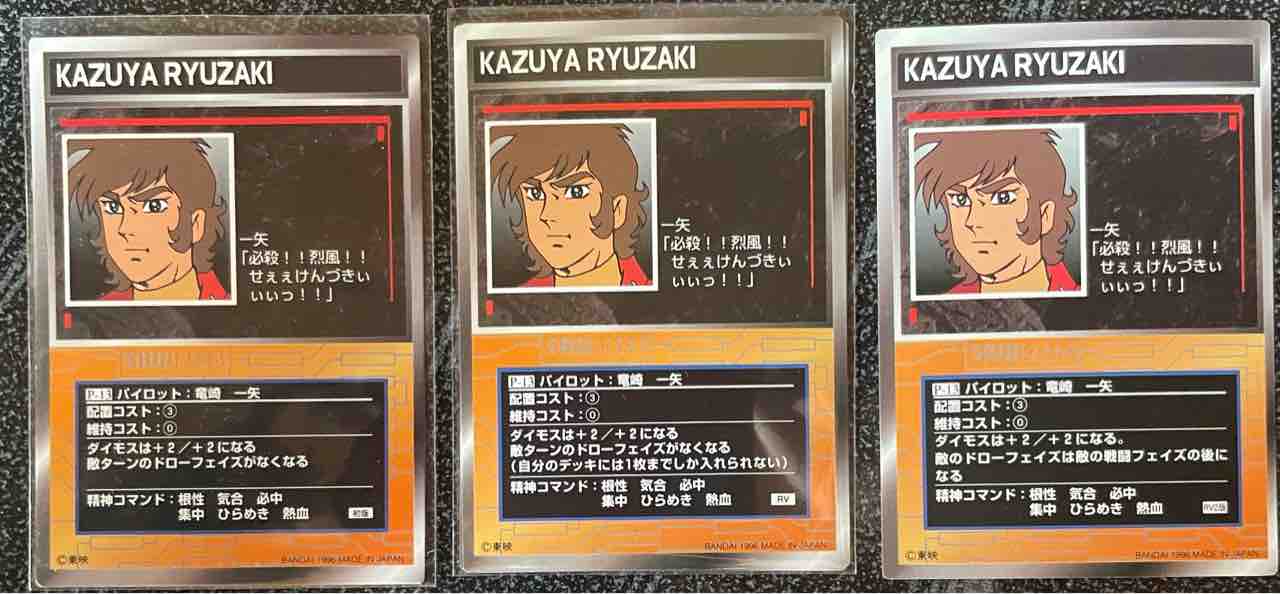 KAZUYA RYUZAKI
一矢
「必殺！！烈風！！
せぇぇけんづきぃ
いいっ！！」
パイロット：竜崎 一矢
配置コスト：③
維持コスト：⓪
ダイモスは＋２／＋２になる
敵ターンのドローフェイズがなくなる
精神コマンド：根性 気合 必中
集中 ひらめき 熱血
初版
©東映
BANDAI 1996 MADE IN JAPAN
KAZUYA RYUZAKI
一矢
「必殺！！烈風！！
せぇぇけんづきぃ
いいっ！！」
パイロット：竜崎 一矢
配置コスト：③
維持コスト：⓪
ダイモスは＋２／＋２になる
敵ターンのドローフェイズがなくなる
（自分のデッキには1枚までしか入れられない）
精神コマンド：根性 気合 必中
集中 ひらめき 熱血
RV
©東映
BANDAI 1996 MADE IN JAPAN
KAZUYA RYUZAKI
一矢
「必殺！！烈風！！
せぇぇけんづきぃ
いいっ！！」
パイロット：竜崎 一矢
配置コスト：③
維持コスト：⓪
ダイモスは＋２／＋２になる。
敵のドローフェイズは敵の戦闘フェイズの後に
なる
精神コマンド：根性 気合 必中
集中 ひらめき 熱血
RV2版
©東映
BANDAI 1996 MADE IN JAPAN